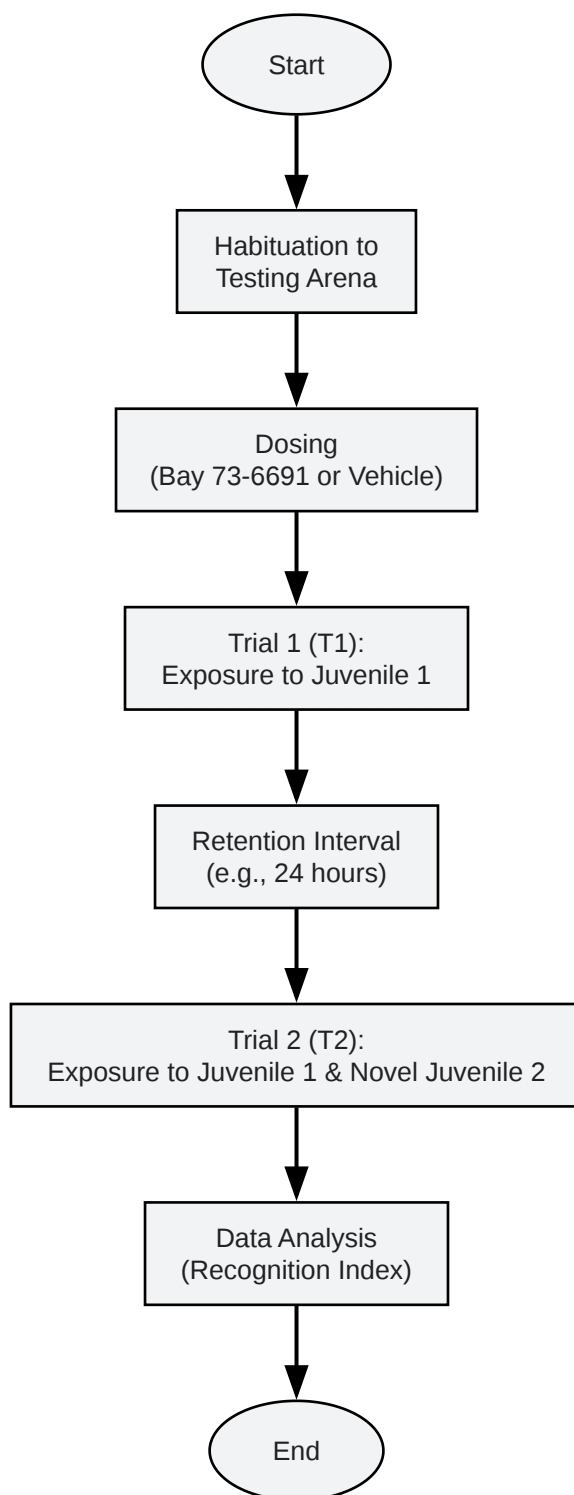 Start
Habituation to
Testing Arena
Dosing
(Bay 73-6691 or Vehicle)
Trial 1 (T1):
Exposure to Juvenile 1
Retention Interval
(e.g., 24 hours)
Trial 2 (T2):
Exposure to Juvenile 1 & Novel Juvenile 2
Data Analysis
(Recognition Index)
End